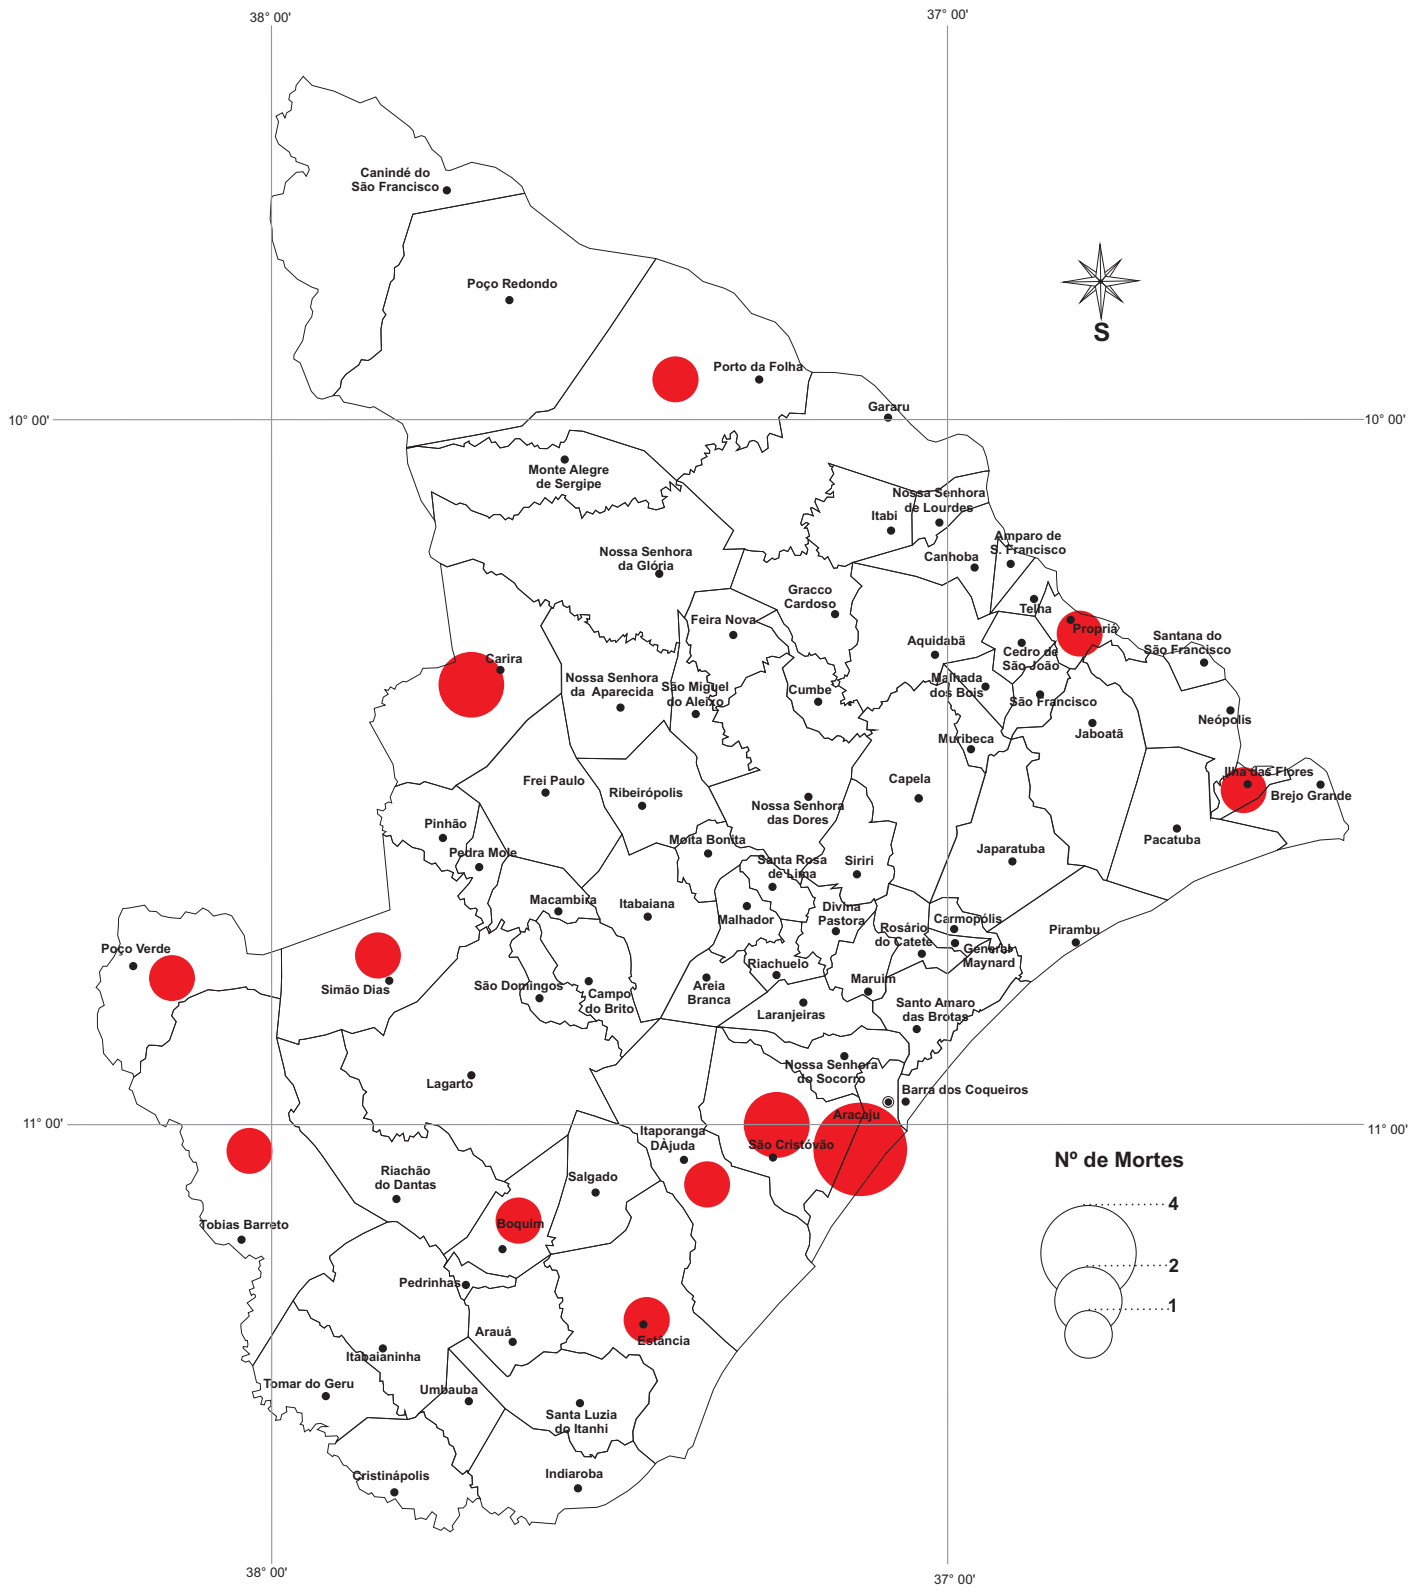 38° 00'
37° 00'
Canindé do
São Francisco
Poço Redondo
S
Porto da Folha
10° 00'
Gararu
10° 00'
Monte Alegre
de Sergipe
Nossa Senhora
de Lourdes
Itabi
Amparo de
S. Francisco
Nossa Senhora
da Glória
Canhoba
Gracco
Cardoso
Telha
Feira Nova
Propriá
Santana do
São Francisco
Aquidabã
Cedro de
São João
Carira
Nossa Senhora
da Aparecida
São Miguel
do Aleixo
Cumbe
Malhada
dos Bois
São Francisco
Neópolis
Jaboatã
Muribeca
Frei Paulo
Ribeirópolis
Capela
Ilha das Flores
Brejo Grande
Nossa Senhora
das Dores
Pinhão
Moita Bonita
Pacatuba
Pedra Mole
Santa Rosa
de Lima
Siriri
Japaratuba
Macambira
Itabaiana
Malhador
Divina
Pastora
Carmopólis
Rosário
do Catete
Pirambu
General
Maynard
Poço Verde
Simão Dias
São Domingos
Campo
do Brito
Areia
Branca
Riachuelo
Maruim
Laranjeiras
Santo Amaro
das Brotas
Nossa Senhora
do Socorro
Lagarto
Barra dos Coqueiros
Aracaju
11° 00'
11° 00'
Itaporanga
DÀjuda
São Cristóvão
Nº de Mortes
Riachão
do Dantas
Salgado
4
Tobias Barreto
Boquim
2
Pedrinhas
1
Arauá
Estância
Itabaianinha
Tomar do Geru
Umbauba
Santa Luzia
do Itanhi
Cristinápolis
Indiaroba
38° 00'
37° 00'